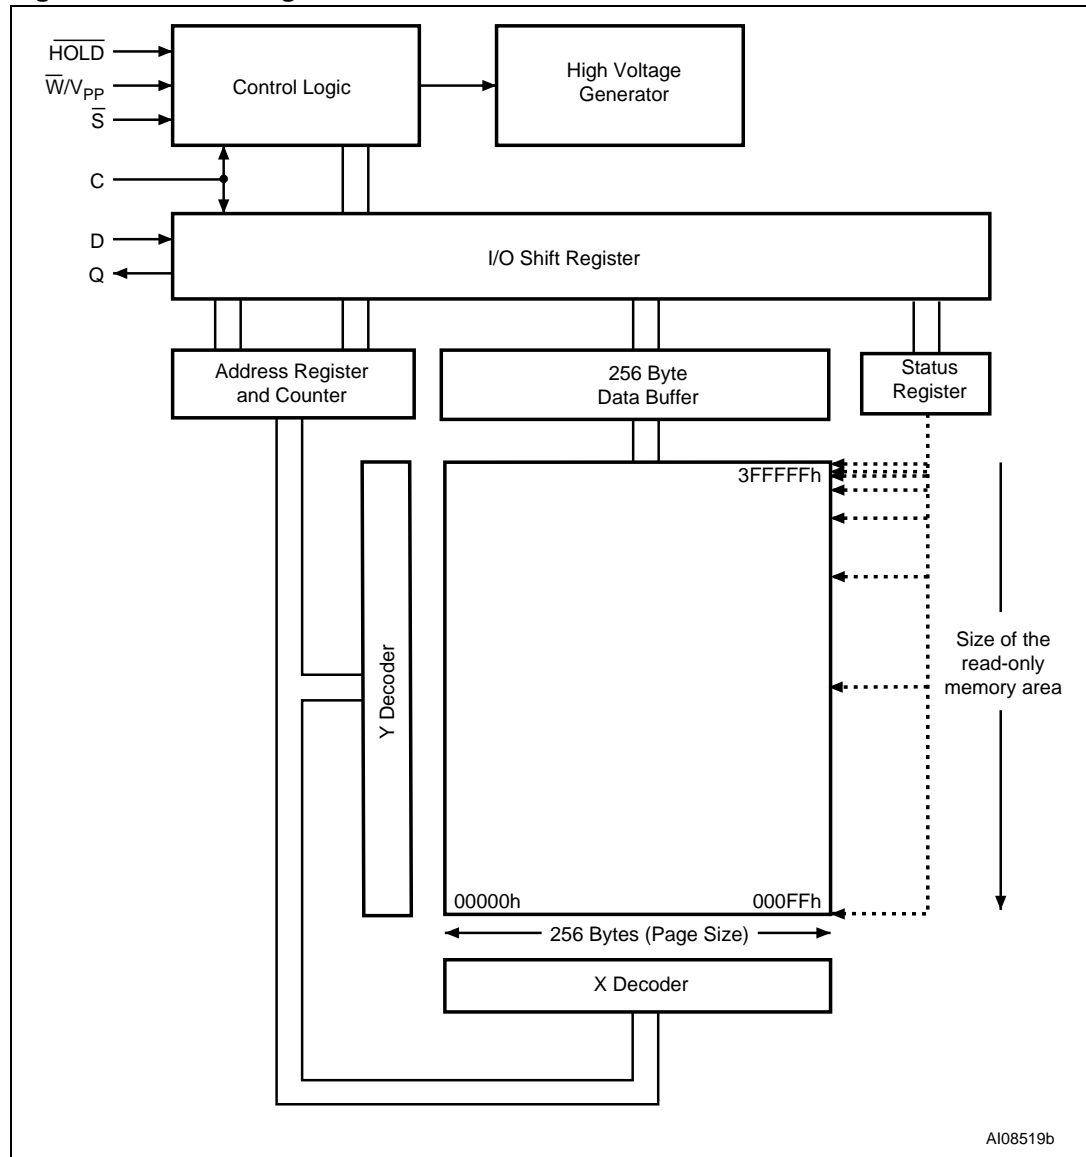 HOLD
W/VPP
S
C
D
Q
Control Logic
High Voltage
Generator
I/O Shift Register
Address Register
and Counter
256 Byte
Data Buffer
Status
Register
3FFFFFh
Y Decoder
Size of the
read-only
memory area
00000h
000FFh
256 Bytes (Page Size)
X Decoder
AI08519b